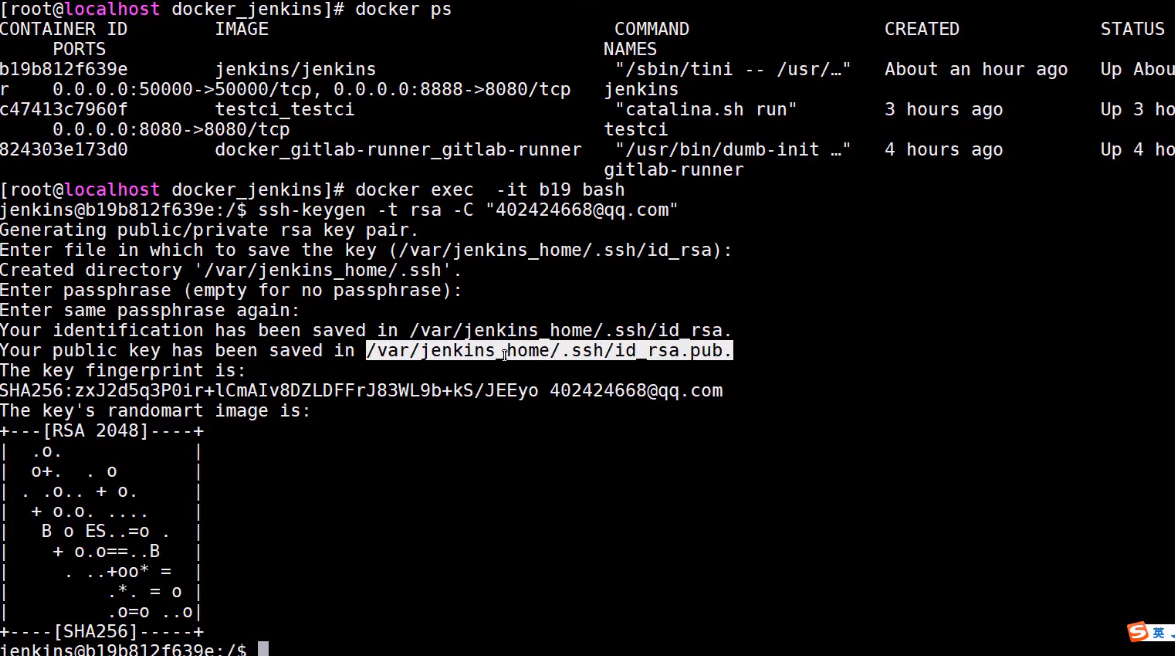 [root@localhost docker_jenkins]# docker ps
CONTAINER ID        IMAGE                                COMMAND                  CREATED             STATUS
     PORTS                                              NAMES
b19b812f639e        jenkins/jenkins                      "/sbin/tini -- /usr/…"   About an hour ago   Up Abou
r    0.0.0.0:50000->50000/tcp, 0.0.0.0:8888->8080/tcp   jenkins
c47413c7960f        testci_testci                        "catalina.sh run"        3 hours ago         Up 3 ho
     0.0.0.0:8080->8080/tcp                             testci
824303e173d0        docker_gitlab-runner_gitlab-runner   "/usr/bin/dumb-init …"   4 hours ago         Up 4 ho
                                                        gitlab-runner
[root@localhost docker_jenkins]# docker exec  -it b19 bash
jenkins@b19b812f639e:/$ ssh-keygen -t rsa -C "402424668@qq.com"
Generating public/private rsa key pair.
Enter file in which to save the key (/var/jenkins_home/.ssh/id_rsa):
Created directory '/var/jenkins_home/.ssh'.
Enter passphrase (empty for no passphrase):
Enter same passphrase again:
Your identification has been saved in /var/jenkins_home/.ssh/id_rsa.
Your public key has been saved in /var/jenkins_home/.ssh/id_rsa.pub.
The key fingerprint is:
SHA256:zxJ2d5q3P0ir+lCmAIv8DZLDFFrJ83WL9b+kS/JEEyo 402424668@qq.com
The key's randomart image is:
+---[RSA 2048]----+
|  .o.            |
|  o+.  . o       |
| . .o.. + o.     |
|  + o.o. ....    |
|   B o ES..=o .  |
|    + o.o==..B   |
|     . ..+oo* =  |
|         .*. = o |
|         .o=o ..o|
+----[SHA256]-----+
jenkins@b19b812f639e:/$
S 英